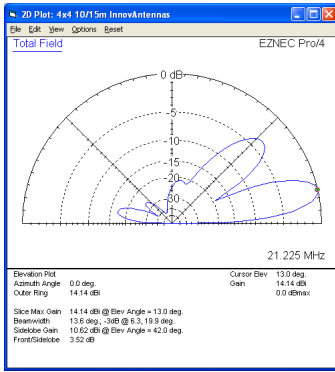 2D Plot: 4x4 10/15m InnovAntennas
File Edit View Options Reset
Total Field
EZNEC Pro/4
0 dB
-5
-10
-15
-20
-30
21.225 MHz
Elevation Plot
Azimuth Angle 0.0 deg.
Outer Ring 14.14 dBi
Cursor Elev 13.0 deg.
Gain 14.14 dBi
0.0 dBmax
Slice Max Gain 14.14 dBi @ Elev Angle = 13.0 deg.
Beamwidth 13.6 deg.; -3dB @ 6.3, 19.9 deg.
Sidelobe Gain 10.62 dBi @ Elev Angle = 42.0 deg.
Front/Sidelobe 3.52 dB